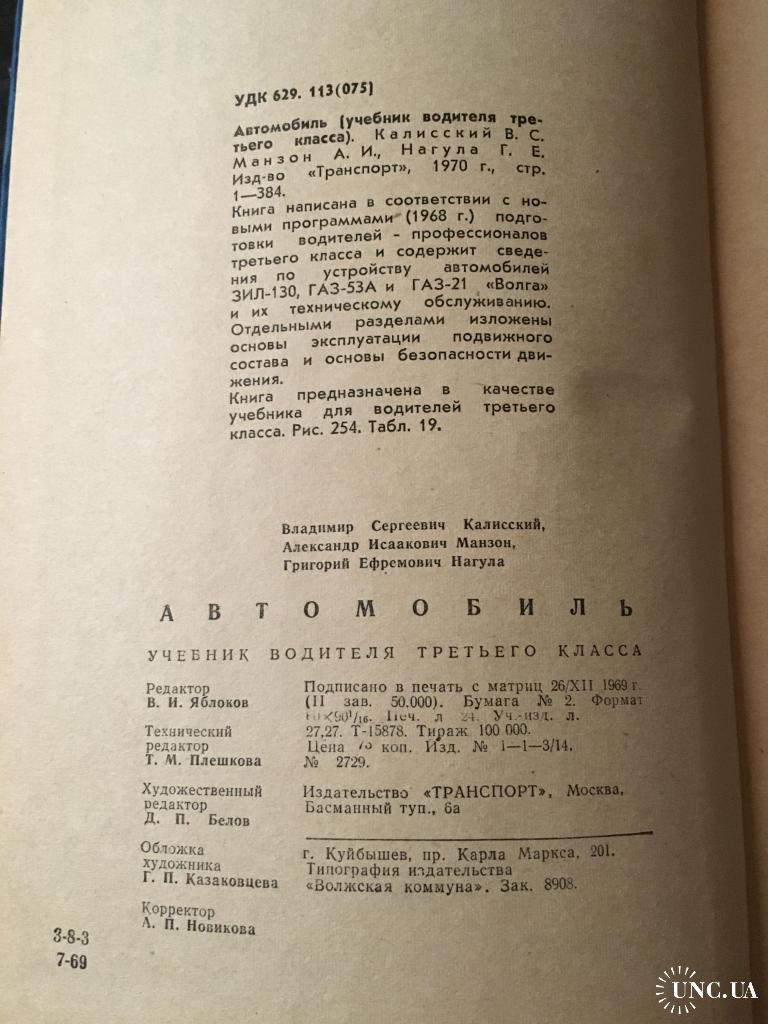 УДК 629. 113(075)
Автомобиль (учебник водителя тре-
тьего класса). Калисский В. С.
Манзон А. И., Нагула Г. Е.
Изд-во «Транспорт», 1970 г., стр.
1—384.
Книга написана в соответствии с но-
выми программами (1968 г.) подго-
товки водителей - профессионалов
третьего класса и содержит сведе-
ния по устройству автомобилей
ЗИЛ-130, ГАЗ-53А и ГАЗ-21 «Волга»
и их техническому обслуживанию.
Отдельными разделами изложены
основы эксплуатации подвижного
состава и основы безопасности дви-
жения.
Книга предназначена в качестве
учебника для водителей третьего
класса. Рис. 254. Табл. 19.
Владимир Сергеевич Калисский,
Александр Исаакович Манзон,
Григорий Ефремович Нагула
АВТОМОБИЛЬ
УЧЕБНИК ВОДИТЕЛЯ ТРЕТЬЕГО КЛАССА
Редактор
В. И. Яблоков
Технический
редактор
Т. М. Плешкова
Художественный
редактор
Д. П. Белов
Обложка
художника
Г. П. Казаковцева
Корректор
А. П. Новикова
Подписано в печать с матриц 26/XII 1969 г.
(II зав. 50.000). Бумага № 2. Формат
Печ. л 24. Уч.-изд. л.
27,27. Т-15878. Тираж 100 000.
Цена коп. Изд. № 1—1—3/14.
№ 2729.
Издательство «ТРАНСПОРТ», Москва,
Басманный туп., 6а
г. Куйбышев, пр. Карла Маркса, 201.
Типография издательства
«Волжская коммуна». Зак. 8908.
3-8-3
7-69
UNC.UA